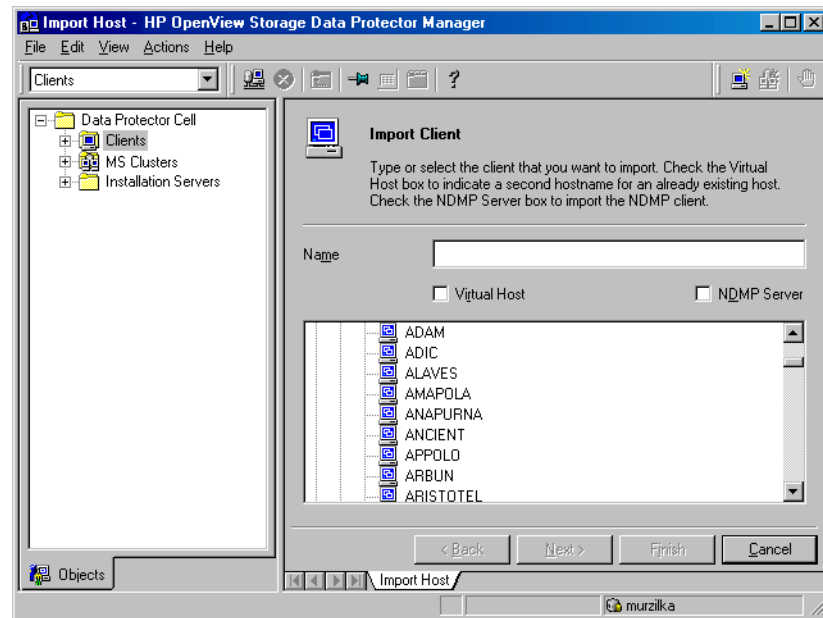 Import Host - HP OpenView Storage Data Protector Manager
File Edit View Actions Help
Clients
Data Protector Cell
Clients
MS Clusters
Installation Servers
Objects
Import Client
Type or select the client that you want to import. Check the Virtual
Host box to indicate a second hostname for an already existing host.
Check the NDMP Server box to import the NDMP client.
Name
Virtual Host
NDMP Server
ADAM
ADIC
ALAVES
AMAPOLA
ANAPURNA
ANCIENT
APPOLO
ARBUN
ARISTOTEL
< Back Next > Finish Cancel
Import Host
murzilka